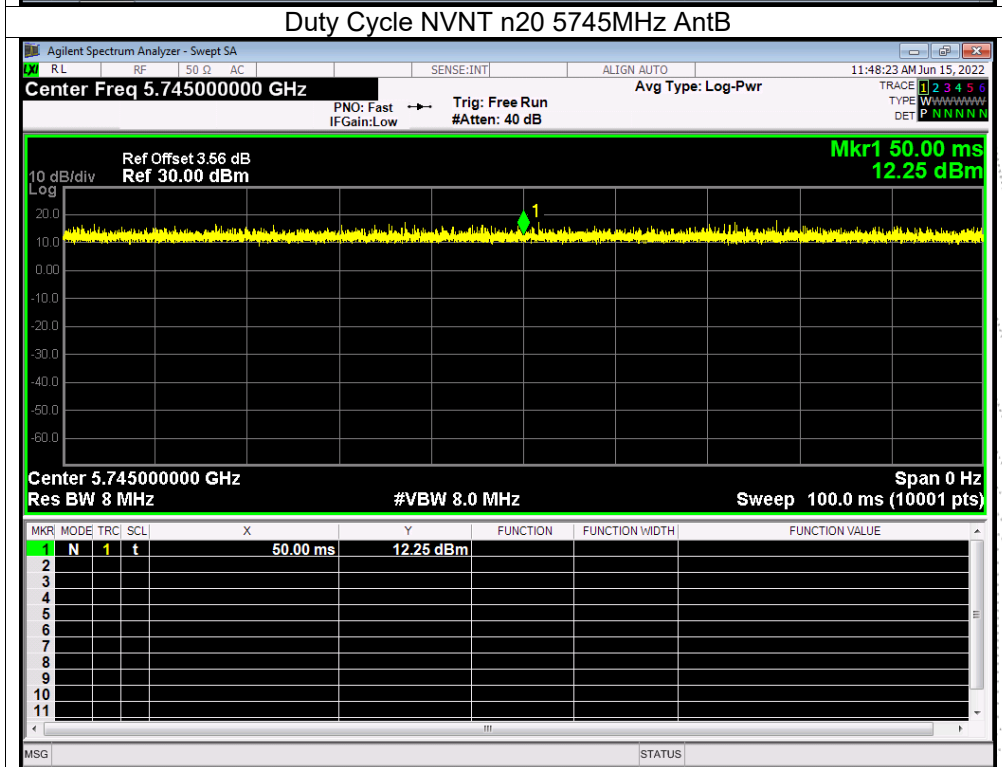 Duty Cycle NVNT n20 5745MHz AntB
Agilent Spectrum Analyzer - Swept SA
LXI RL RF 50 Ω AC SENSE:INT ALIGN AUTO 11:48:23 AM Jun 15, 2022
Center Freq 5.745000000 GHz Avg Type: Log-Pwr TRACE 1 2 3 4 5 6
PNO: Fast Trig: Free Run TYPE WWWWWW
IFGain:Low #Atten: 40 dB DET P N N N N N
Mkr1 50.00 ms
Ref Offset 3.56 dB
10 dB/div Ref 30.00 dBm 12.25 dBm
Log
20.0
1
10.0
0.00
-10.0
-20.0
-30.0
-40.0
-50.0
-60.0
Center 5.745000000 GHz Span 0 Hz
Res BW 8 MHz #VBW 8.0 MHz Sweep 100.0 ms (10001 pts)
MKR MODE TRC SCL X Y FUNCTION FUNCTION WIDTH FUNCTION VALUE
1 N 1 t 50.00 ms 12.25 dBm
2
3
4
5
6
7
8
9
10
11
MSG STATUS